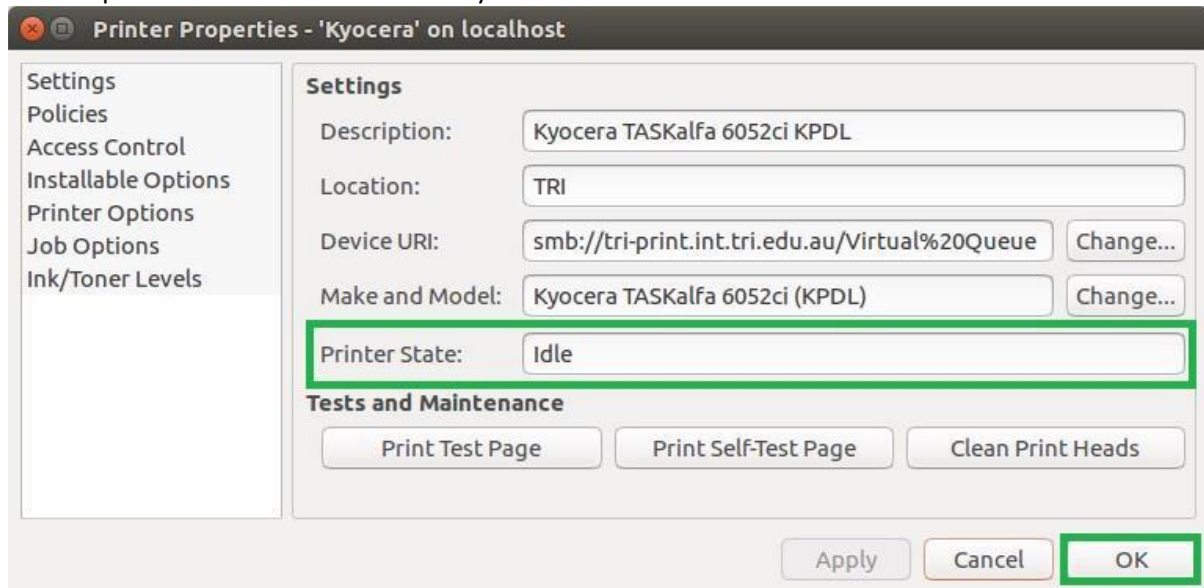 Printer Properties - 'Kyocera' on localhost
Settings
Policies
Access Control
Installable Options
Printer Options
Job Options
Ink/Toner Levels
Settings
Description: Kyocera TASKalfa 6052ci KPDL
Location: TRI
Device URI: smb://tri-print.int.tri.edu.au/Virtual%20Queue Change...
Make and Model: Kyocera TASKalfa 6052ci (KPDL) Change...
Printer State: Idle
Tests and Maintenance
Print Test Page Print Self-Test Page Clean Print Heads
Apply Cancel OK